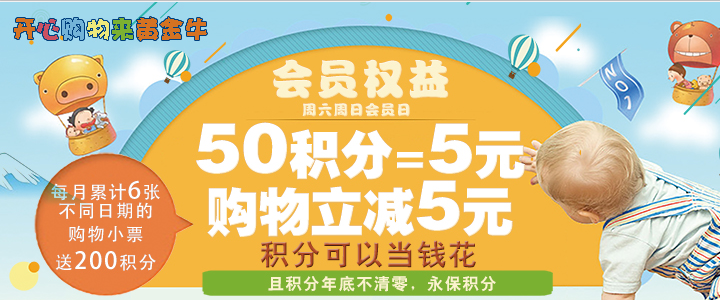 开心购物来黄金牛
会员权益
周六周日会员日
50积分=5元
购物立减5元
积分可以当钱花
且积分年底不清零，永保积分
每月累计6张
不同日期的
购物小票
送200积分
NO1